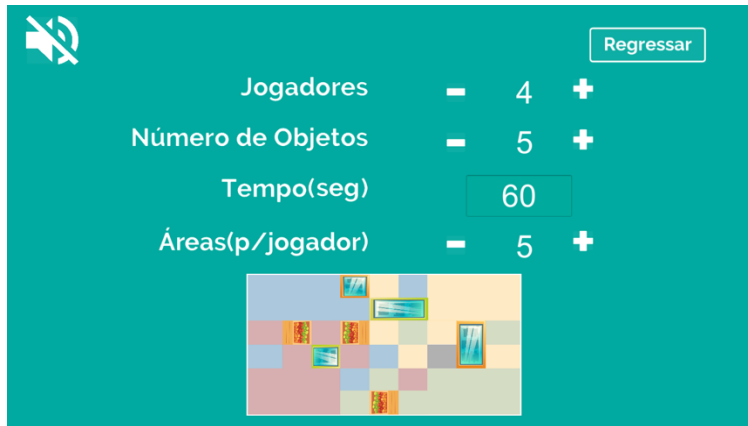 Regressar
Jogadores - 4 +
Número de Objetos - 5 +
Tempo(seg) 60
Áreas(p/jogador) - 5 +